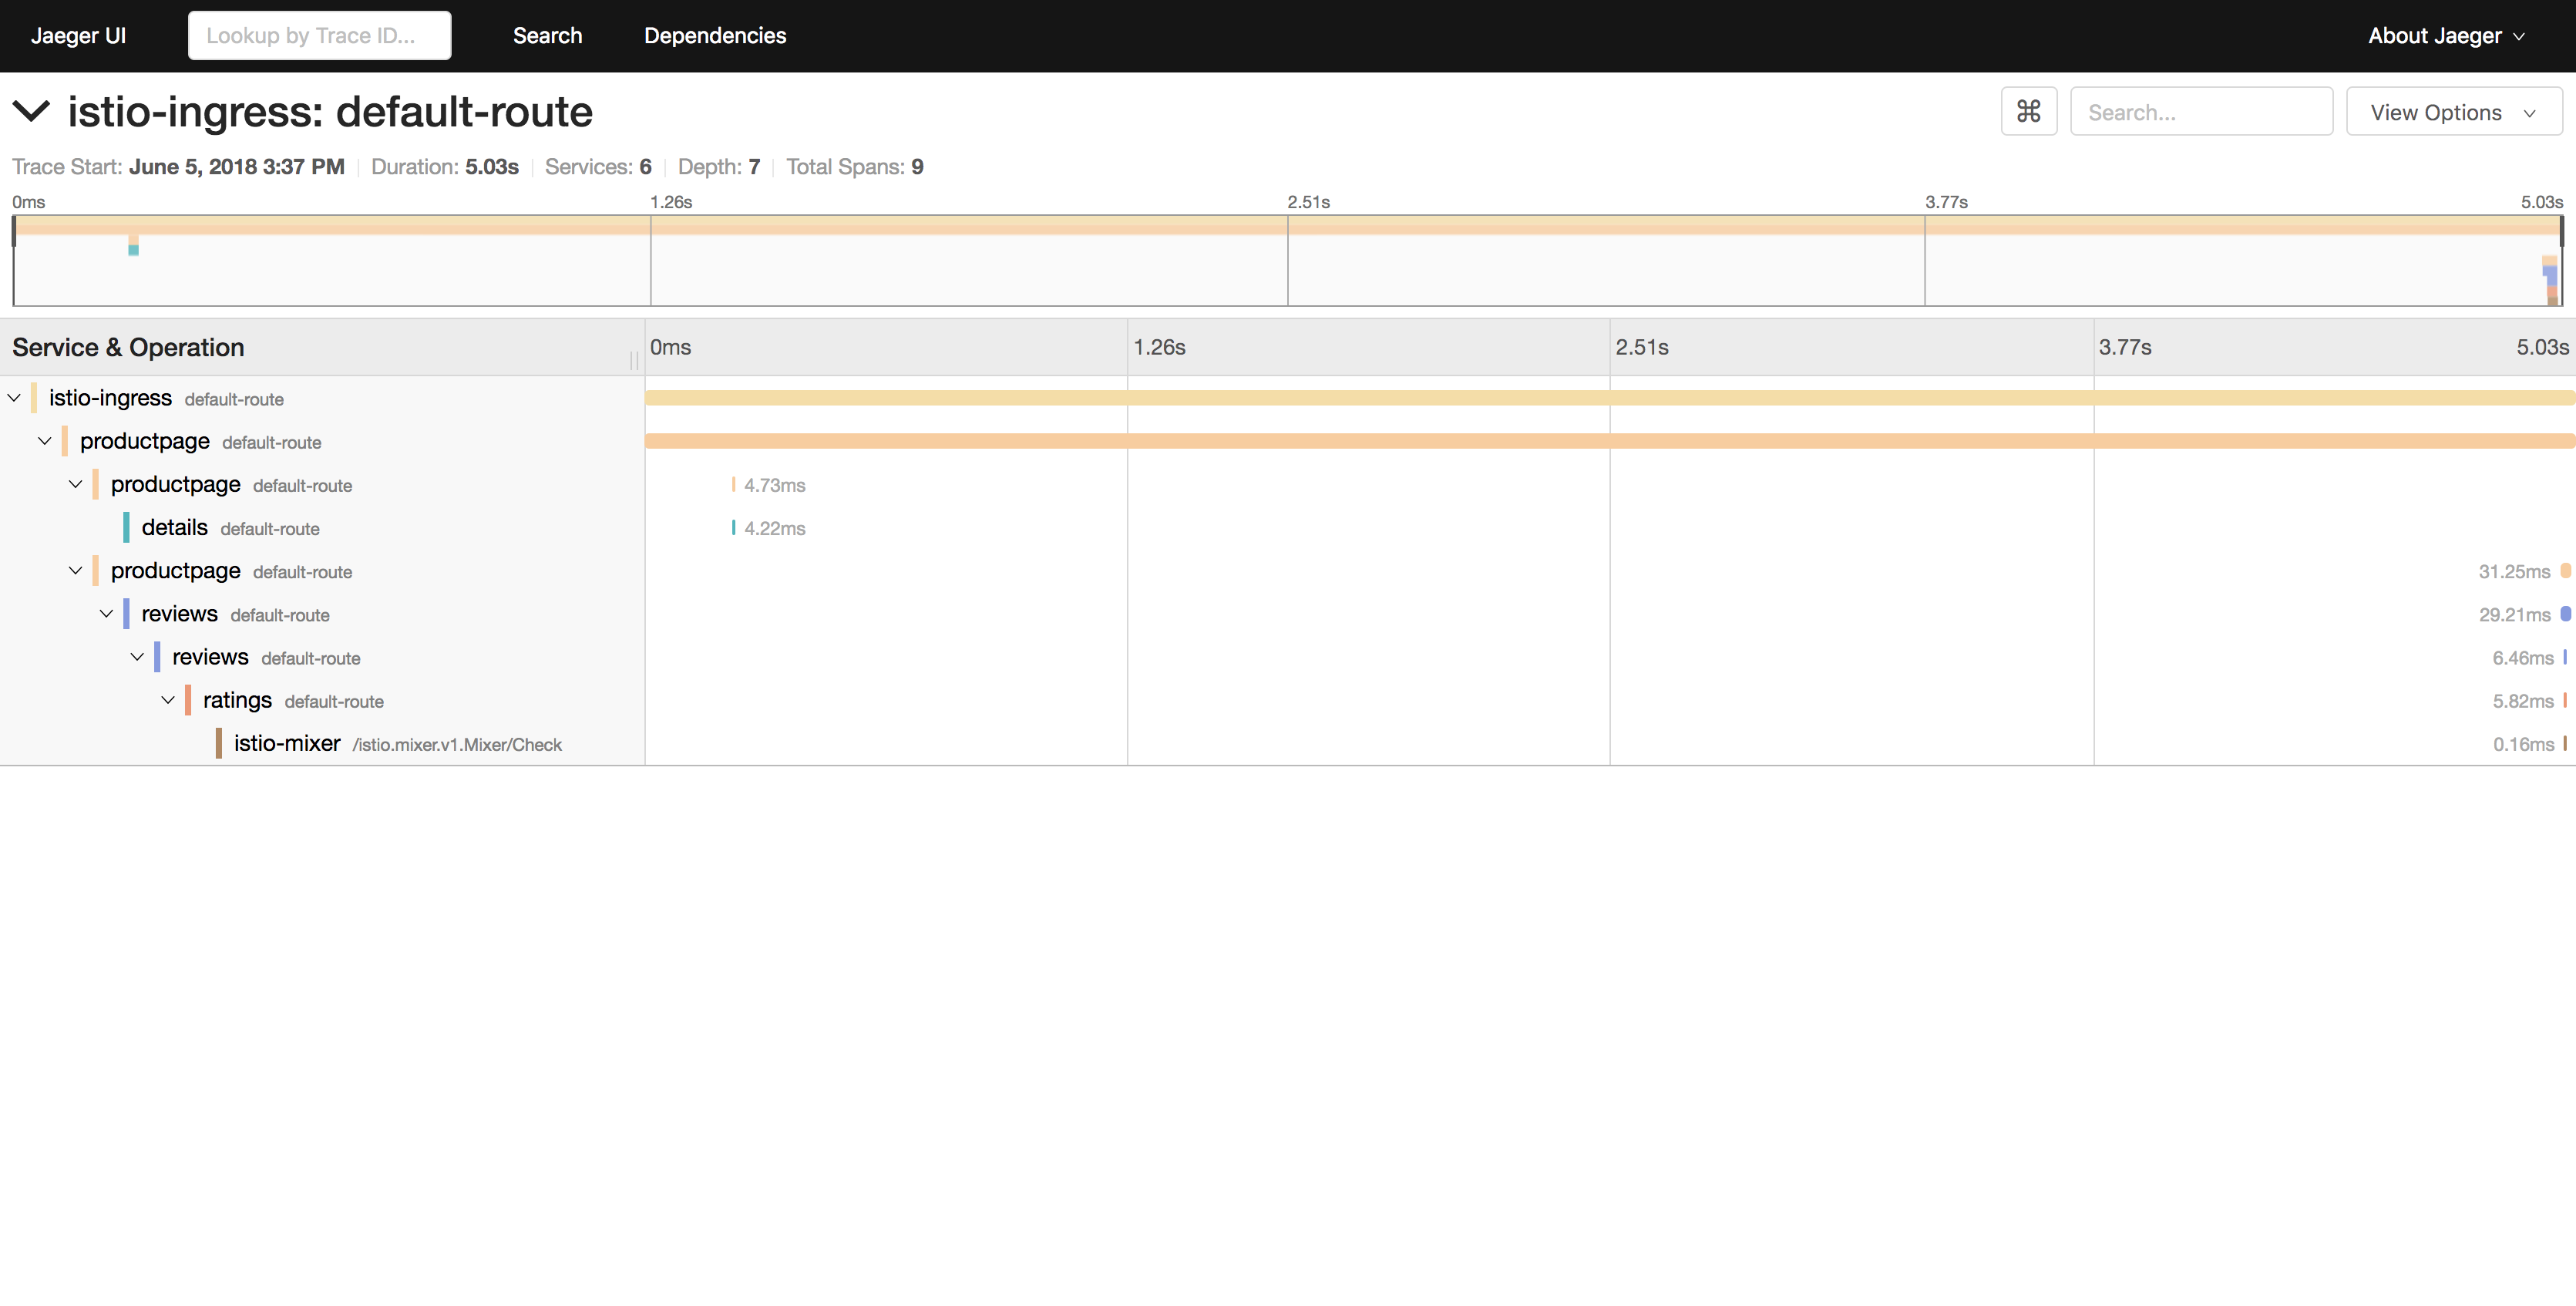 Jaeger UI Lookup by Trace ID... Search Dependencies About Jaeger
istio-ingress: default-route ⌘ Search... View Options
Trace Start: June 5, 2018 3:37 PM Duration: 5.03s Services: 6 Depth: 7 Total Spans: 9
0ms 1.26s 2.51s 3.77s 5.03s
Service & Operation 0ms 1.26s 2.51s 3.77s 5.03s
istio-ingress default-route
productpage default-route
productpage default-route 4.73ms
details default-route 4.22ms
productpage default-route 31.25ms
reviews default-route 29.21ms
reviews default-route 6.46ms
ratings default-route 5.82ms
istio-mixer /istio.mixer.v1.Mixer/Check 0.16ms